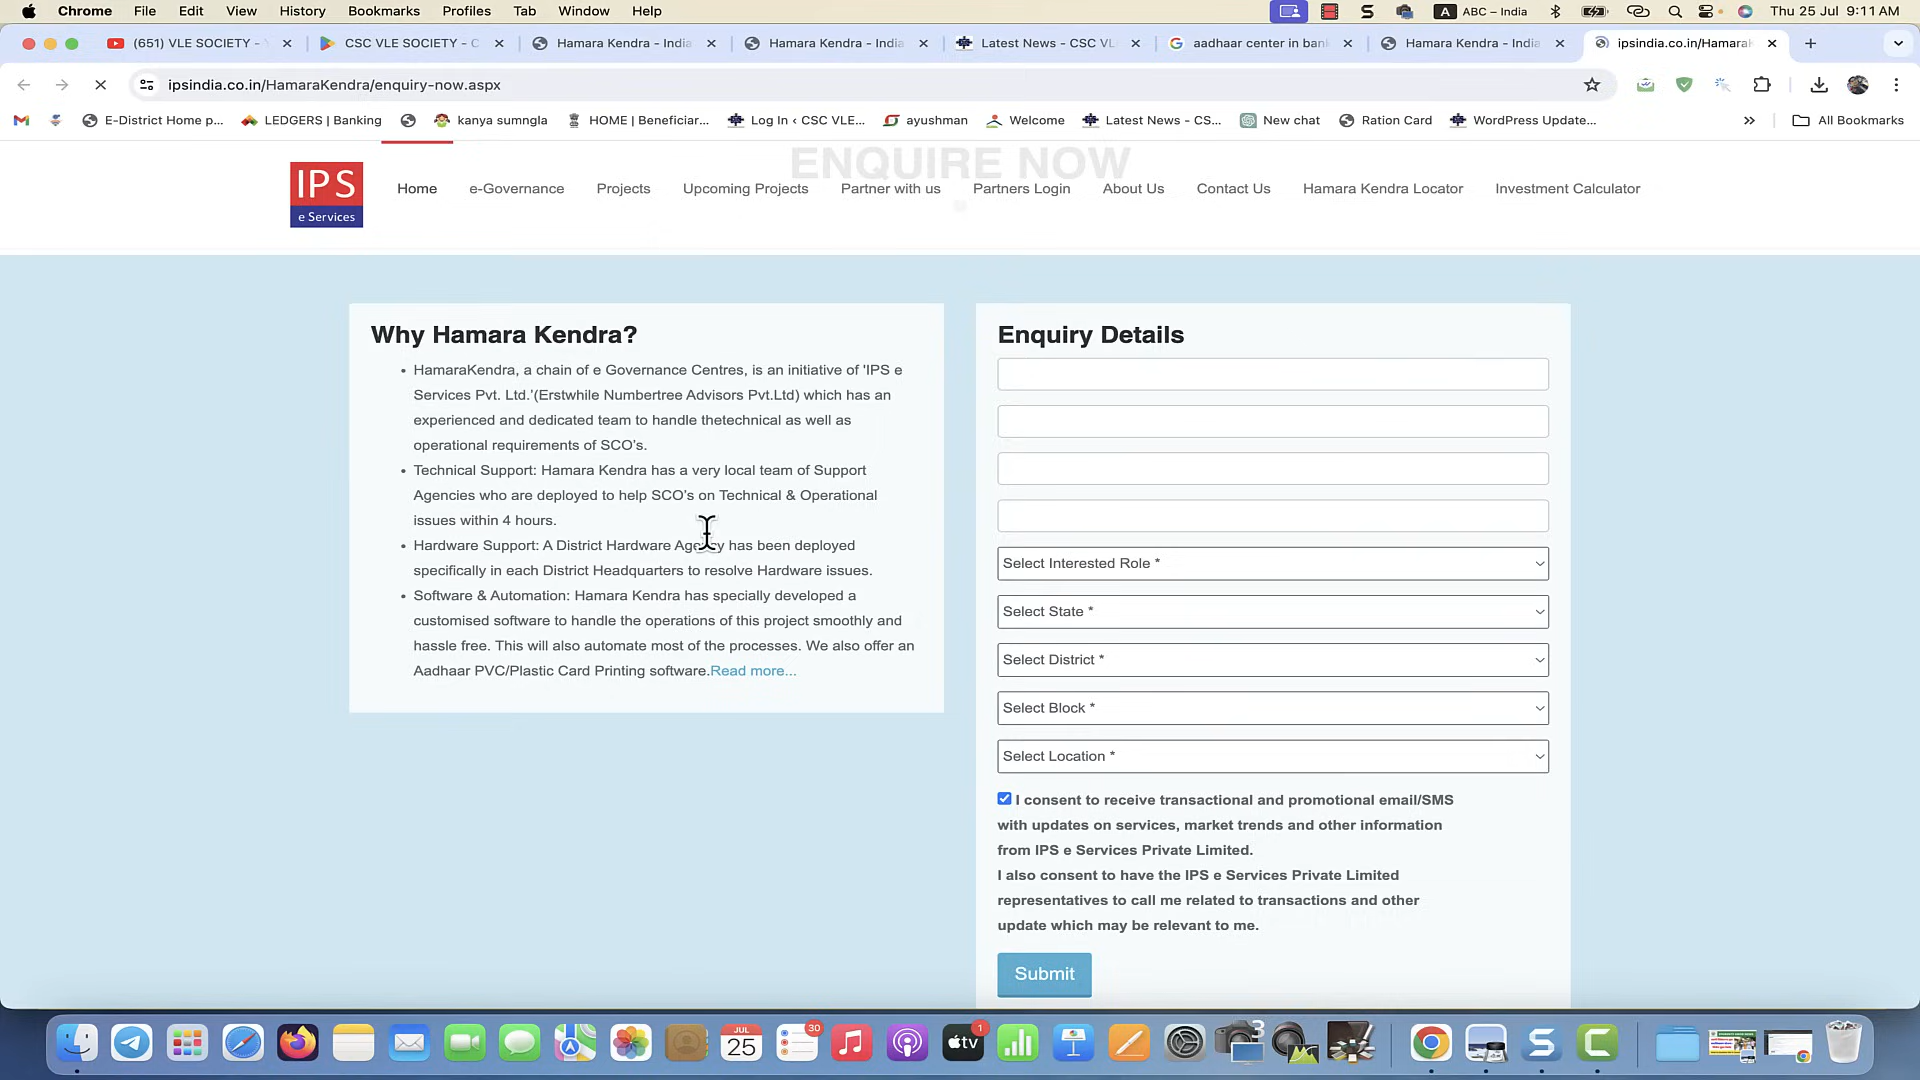 Chrome File Edit View History Bookmarks Profiles Tab Window Help A ABC – India Thu 25 Jul 9:11 AM
(651) VLE SOCIETY - CSC VLE SOCIETY - C Hamara Kendra - India Hamara Kendra - India Latest News - CSC VL aadhaar center in ban Hamara Kendra - India ipsindia.co.in/Hamara
ipsindia.co.in/HamaraKendra/enquiry-now.aspx
E-District Home p... LEDGERS | Banking kanya sumngla HOME | Beneficiar... Log In ‹ CSC VLE... ayushman Welcome Latest News - CS... New chat Ration Card WordPress Update... » All Bookmarks
ENQUIRE NOW
IPS
e Services
Home e-Governance Projects Upcoming Projects Partner with us Partners Login About Us Contact Us Hamara Kendra Locator Investment Calculator
Why Hamara Kendra?
• HamaraKendra, a chain of e Governance Centres, is an initiative of 'IPS e
Services Pvt. Ltd.'(Erstwhile Numbertree Advisors Pvt.Ltd) which has an
experienced and dedicated team to handle thetechnical as well as
operational requirements of SCO's.
• Technical Support: Hamara Kendra has a very local team of Support
Agencies who are deployed to help SCO's on Technical & Operational
issues within 4 hours.
• Hardware Support: A District Hardware Agency has been deployed
specifically in each District Headquarters to resolve Hardware issues.
• Software & Automation: Hamara Kendra has specially developed a
customised software to handle the operations of this project smoothly and
hassle free. This will also automate most of the processes. We also offer an
Aadhaar PVC/Plastic Card Printing software.Read more...
Enquiry Details
Select Interested Role *
Select State *
Select District *
Select Block *
Select Location *
I consent to receive transactional and promotional email/SMS
with updates on services, market trends and other information
from IPS e Services Private Limited.
I also consent to have the IPS e Services Private Limited
representatives to call me related to transactions and other
update which may be relevant to me.
Submit
JUL
25
30
tv
1
3